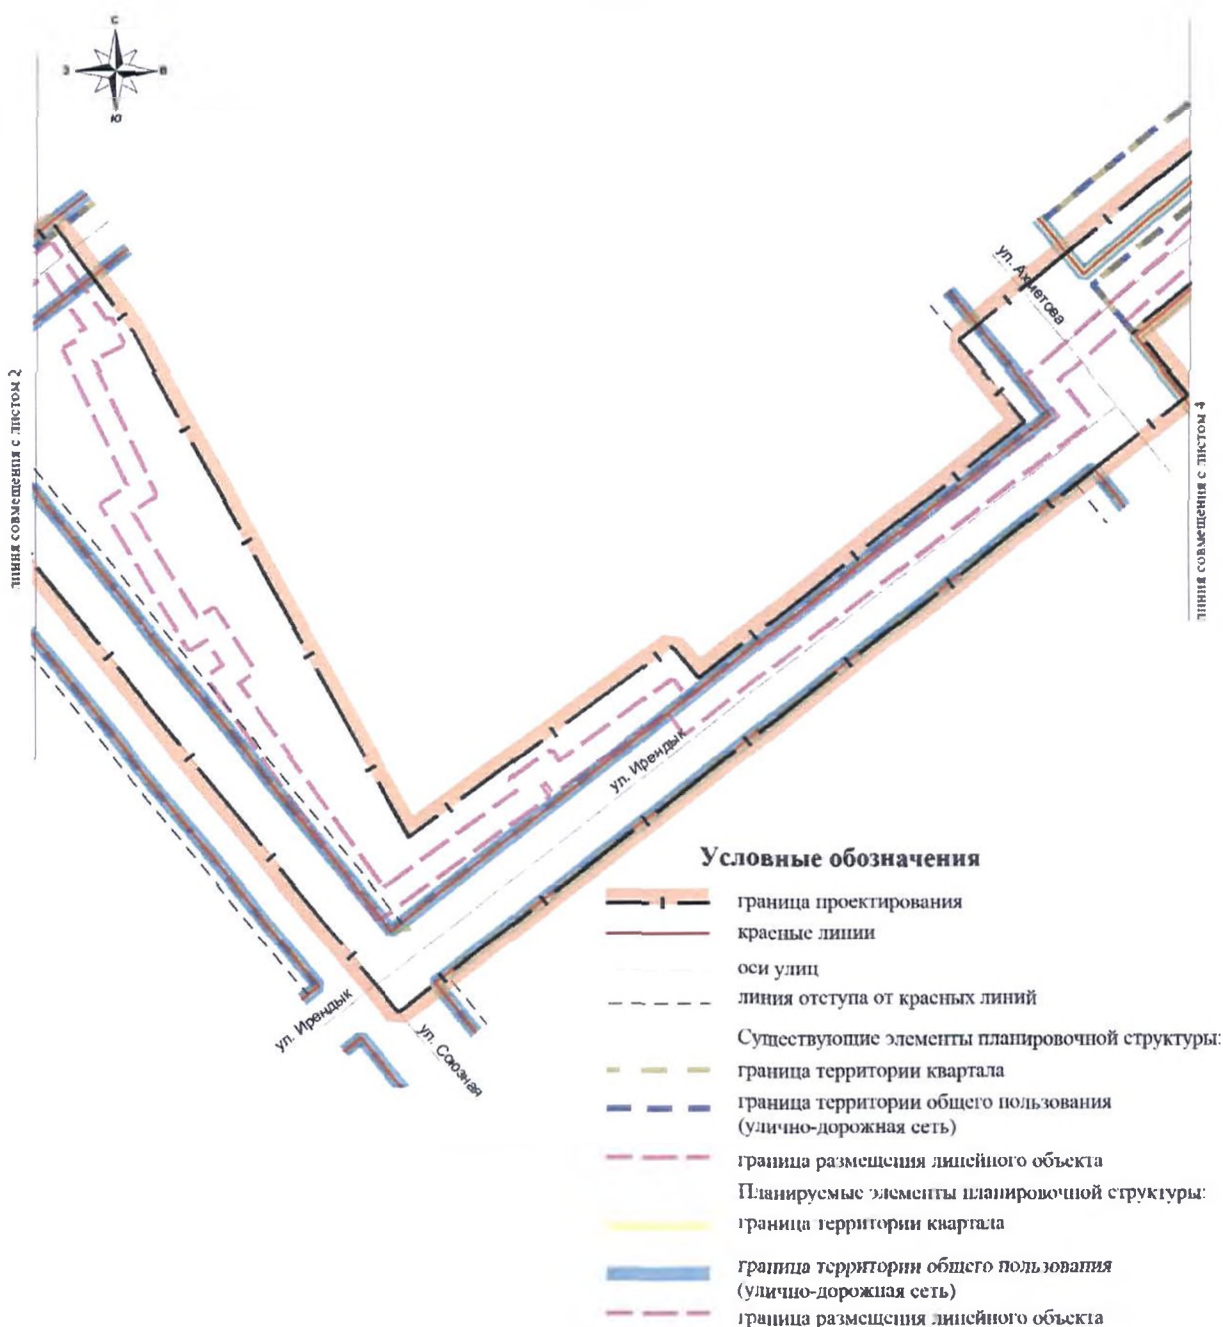 С
З
В
Ю
линия совмещения с листом 2
ул. Ахметова
линия совмещения с листом 4
ул. Ирендык
ул. Ирендык
ул. Союзная
Условные обозначения
граница проектирования
красные линии
оси улиц
линия отступа от красных линий
Существующие элементы планировочной структуры:
граница территории квартала
граница территории общего пользования
(улично-дорожная сеть)
граница размещения линейного объекта
Планируемые элементы планировочной структуры:
граница территории квартала
граница территории общего пользования
(улично-дорожная сеть)
граница размещения линейного объекта